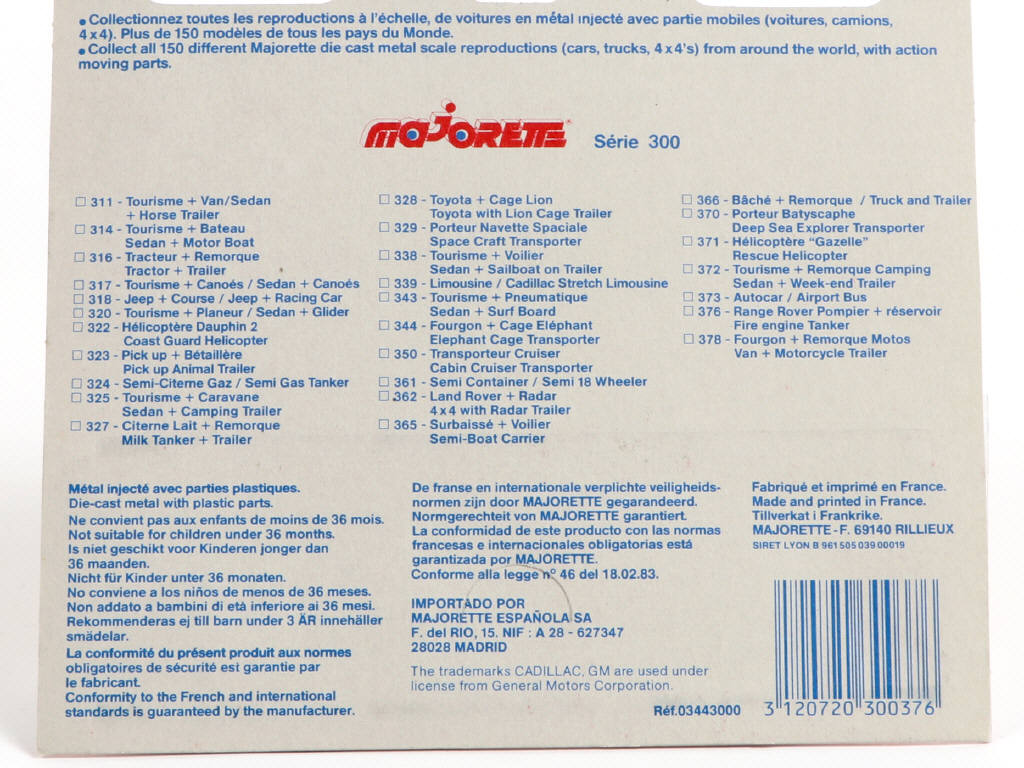 • Collectionnez toutes les reproductions à l'échelle, de voitures en métal injecté avec partie mobiles (voitures, camions,
4x4). Plus de 150 modèles de tous les pays du Monde.
• Collect all 150 different Majorette die cast metal scale reproductions (cars, trucks, 4x4's) from around the world, with action
moving parts.
MAJORETTE Série 300
311 - Tourisme + Van/Sedan
+ Horse Trailer
314 - Tourisme + Bateau
Sedan + Motor Boat
316 - Tracteur + Remorque
Tractor + Trailer
317 - Tourisme + Canoés / Sedan + Canoés
318 - Jeep + Course / Jeep + Racing Car
320 - Tourisme + Planeur / Sedan + Glider
322 - Hélicoptère Dauphin 2
Coast Guard Helicopter
323 - Pick up + Bétaillère
Pick up Animal Trailer
324 - Semi-Citerne Gaz / Semi Gas Tanker
325 - Tourisme + Caravane
Sedan + Camping Trailer
327 - Citerne Lait + Remorque
Milk Tanker + Trailer
328 - Toyota + Cage Lion
Toyota with Lion Cage Trailer
329 - Porteur Navette Spaciale
Space Craft Transporter
338 - Tourisme + Voilier
Sedan + Sailboat on Trailer
339 - Limousine / Cadillac Stretch Limousine
343 - Tourisme + Pneumatique
Sedan + Surf Board
344 - Fourgon + Cage Eléphant
Elephant Cage Transporter
350 - Transporteur Cruiser
Cabin Cruiser Transporter
361 - Semi Container / Semi 18 Wheeler
362 - Land Rover + Radar
4x4 with Radar Trailer
365 - Surbaissé + Voilier
Semi-Boat Carrier
366 - Bâché + Remorque / Truck and Trailer
370 - Porteur Batyscaphe
Deep Sea Explorer Transporter
371 - Hélicoptère "Gazelle"
Rescue Helicopter
372 - Tourisme + Remorque Camping
Sedan + Week-end Trailer
373 - Autocar / Airport Bus
376 - Range Rover Pompier + réservoir
Fire engine Tanker
378 - Fourgon + Remorque Motos
Van + Motorcycle Trailer
Métal injecté avec parties plastiques.
Die-cast metal with plastic parts.
Ne convient pas aux enfants de moins de 36 mois.
Not suitable for children under 36 months.
Is niet geschikt voor Kinderen jonger dan
36 maanden.
Nicht für Kinder unter 36 monaten.
No conviene a los niños de menos de 36 meses.
Non addato a bambini di età inferiore ai 36 mesi.
Rekommenderas ej till barn under 3 ÄR innehäller
smädelar.
La conformité du présent produit aux normes
obligatoires de sécurité est garantie par
le fabricant.
Conformity to the French and international
standards is guaranteed by the manufacturer.
De franse en internationale verplichte veiligheids-
normen zijn door MAJORETTE gegarandeerd.
Normgerechteit von MAJORETTE garantiert.
La conformidad de este producto con las normas
francesas e internacionales obligatorias está
garantizada por MAJORETTE.
Conforme alla legge n° 46 del 18.02.83.
IMPORTADO POR
MAJORETTE ESPAÑOLA SA
F. del RIO, 15. NIF : A 28 - 627347
28028 MADRID
The trademarks CADILLAC, GM are used under
license from General Motors Corporation.
Fabriqué et imprimé en France.
Made and printed in France.
Tillverkat i Frankrike.
MAJORETTE - F. 69140 RILLIEUX
SIRET LYON B 961 505 039 00019
Réf.03443000
3 120720 300376